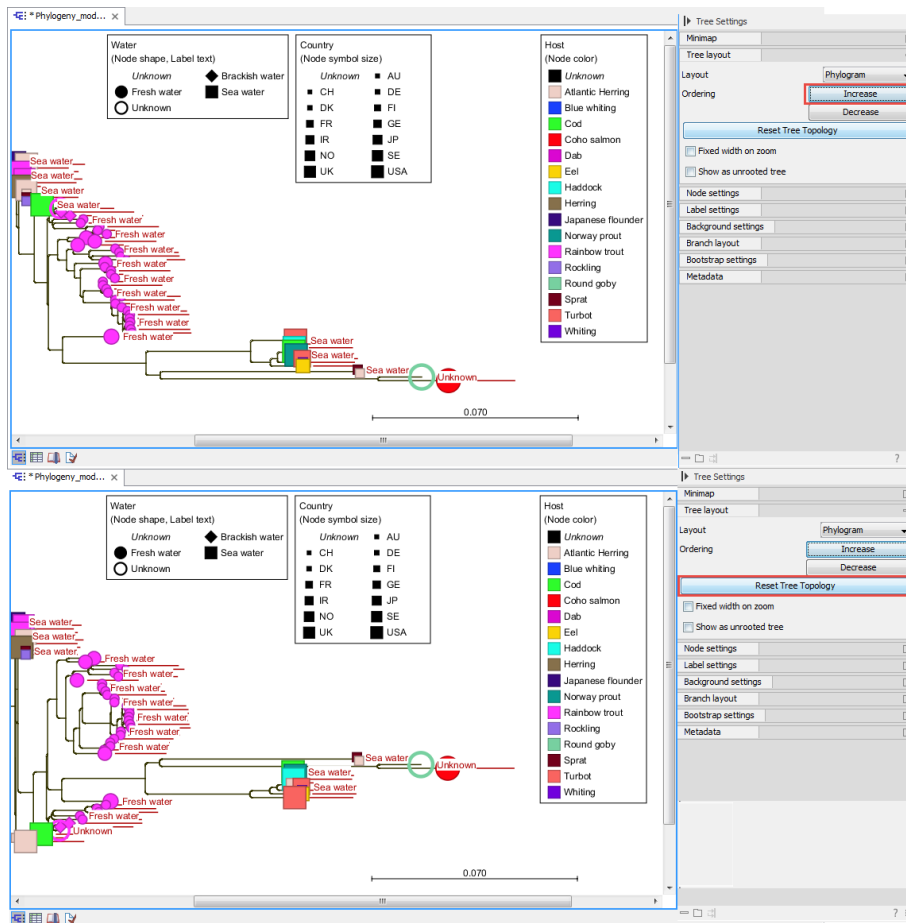 *Phylogeny_mod... ×
Water
(Node shape, Label text)
Unknown Brackish water
Fresh water Sea water
Unknown
Country
(Node symbol size)
Unknown AU
CH DE
DK FI
FR GE
IR JP
NO SE
UK USA
Host
(Node color)
Unknown
Atlantic Herring
Blue whiting
Cod
Coho salmon
Dab
Eel
Haddock
Herring
Japanese flounder
Norway prout
Rainbow trout
Rockling
Round goby
Sprat
Turbot
Whiting
Sea water
Sea water
Sea water
Sea water
Fresh water
Fresh water
Fresh water
Fresh water
Fresh water
Fresh water
Fresh water
Fresh water
Fresh water
Sea water
Sea water
Sea water
Unknown
0.070
Tree Settings
Minimap
Tree layout
Layout Phylogram
Ordering Increase
Decrease
Reset Tree Topology
Fixed width on zoom
Show as unrooted tree
Node settings
Label settings
Background settings
Branch layout
Bootstrap settings
Metadata
?
*Phylogeny_mod... ×
Water
(Node shape, Label text)
Unknown Brackish water
Fresh water Sea water
Unknown
Country
(Node symbol size)
Unknown AU
CH DE
DK FI
FR GE
IR JP
NO SE
UK USA
Host
(Node color)
Unknown
Atlantic Herring
Blue whiting
Cod
Coho salmon
Dab
Eel
Haddock
Herring
Japanese flounder
Norway prout
Rainbow trout
Rockling
Round goby
Sprat
Turbot
Whiting
Sea water
Sea water
Sea water
Fresh water
Fresh water
Fresh water
Fresh water
Fresh water
Fresh water
Fresh water
Sea water
Unknown
Sea water
Sea water
Fresh water
Fresh water
Unknown
0.070
Tree Settings
Minimap
Tree layout
Layout Phylogram
Ordering Increase
Decrease
Reset Tree Topology
Fixed width on zoom
Show as unrooted tree
Node settings
Label settings
Background settings
Branch layout
Bootstrap settings
Metadata
?